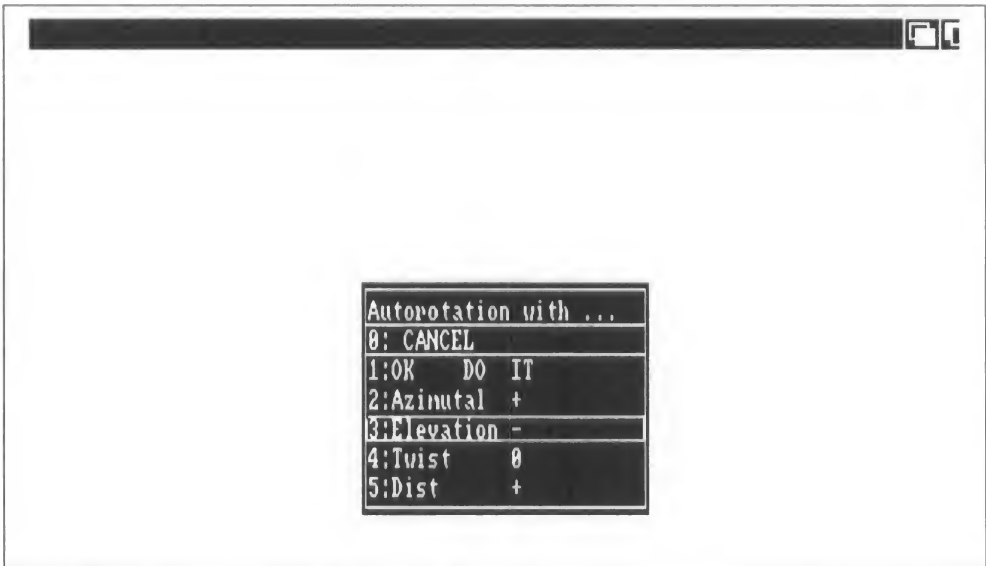 Autorotation with ...
0: CANCEL
1:OK DO IT
2:Azimutal +
3:Elevation -
4:Twist 0
5:Dist +